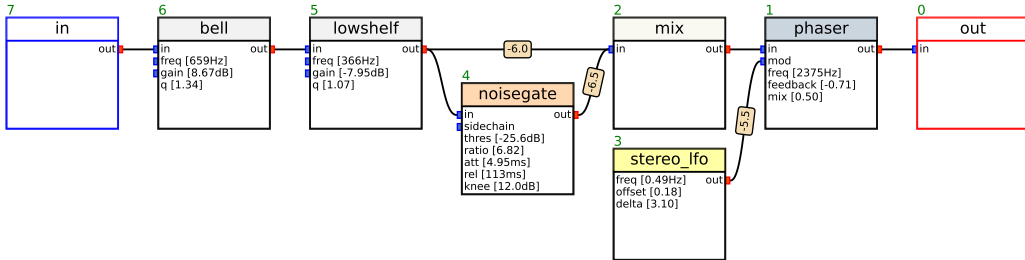 7
in
out
6
bell
in
out
freq [659Hz]
gain [8.67dB]
q [1.34]
5
lowshelf
in
out
freq [366Hz]
gain [-7.95dB]
q [1.07]
-6.0
4
noisegate
in
out
sidechain
thres [-25.6dB]
ratio [6.82]
att [4.95ms]
rel [113ms]
knee [12.0dB]
-6.5
2
mix
in
out
3
stereo_lfo
freq [0.49Hz]
out
offset [0.18]
delta [3.10]
-5.5
1
phaser
in
out
mod
freq [2375Hz]
feedback [-0.71]
mix [0.50]
0
out
in